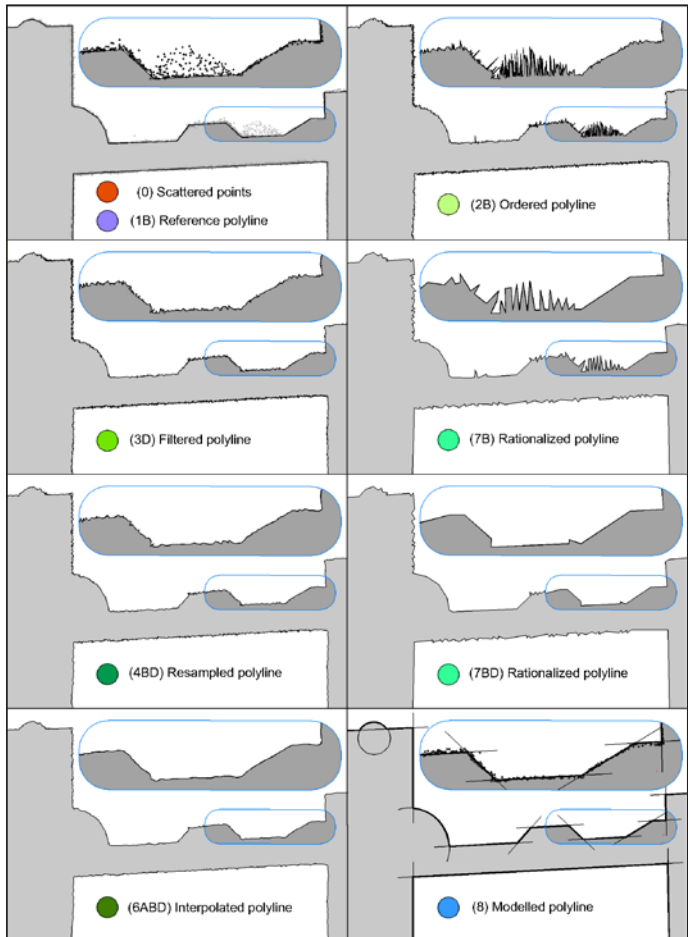 (0) Scattered points
(1B) Reference polyline
(2B) Ordered polyline
(3D) Filtered polyline
(7B) Rationalized polyline
(4BD) Resampled polyline
(7BD) Rationalized polyline
(6ABD) Interpolated polyline
(8) Modelled polyline